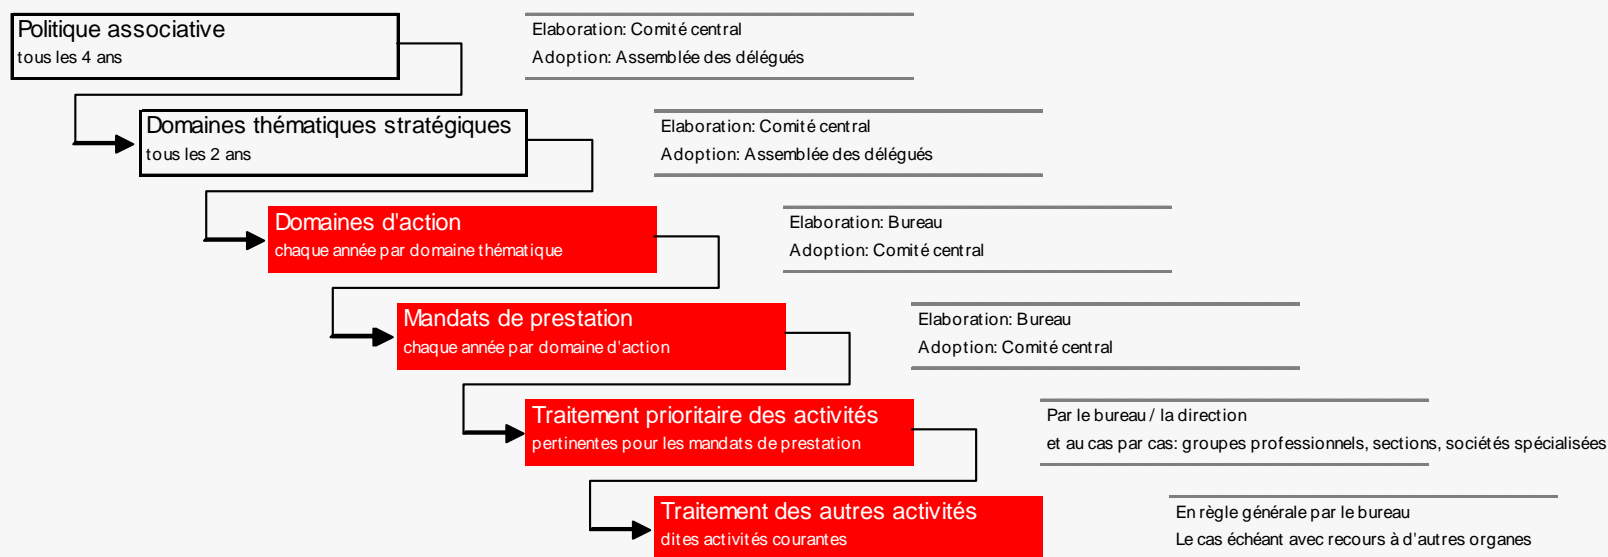 Politique associative
tous les 4 ans
Elaboration: Comité central
Adoption: Assemblée des délégués
Domaines thématiques stratégiques
tous les 2 ans
Elaboration: Comité central
Adoption: Assemblée des délégués
Domaines d'action
chaque année par domaine thématique
Elaboration: Bureau
Adoption: Comité central
Mandats de prestation
chaque année par domaine d'action
Elaboration: Bureau
Adoption: Comité central
Traitement prioritaire des activités
pertinentes pour les mandats de prestation
Par le bureau / la direction
et au cas par cas: groupes professionnels, sections, sociétés spécialisées
Traitement des autres activités
dites activités courantes
En règle générale par le bureau
Le cas échéant avec recours à d'autres organes